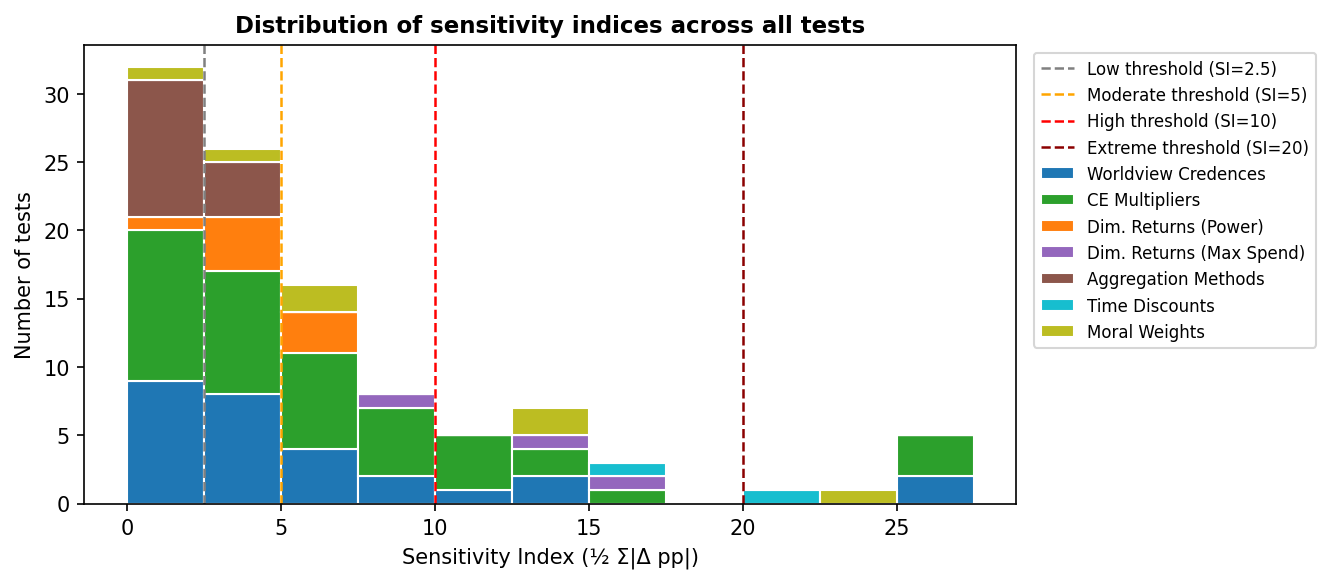 Distribution of sensitivity indices across all tests
Number of tests
30
25
20
15
10
5
0
0 5 10 15 20 25
Sensitivity Index (½ Σ|Δ pp|)
Low threshold (SI=2.5)
Moderate threshold (SI=5)
High threshold (SI=10)
Extreme threshold (SI=20)
Worldview Credences
CE Multipliers
Dim. Returns (Power)
Dim. Returns (Max Spend)
Aggregation Methods
Time Discounts
Moral Weights